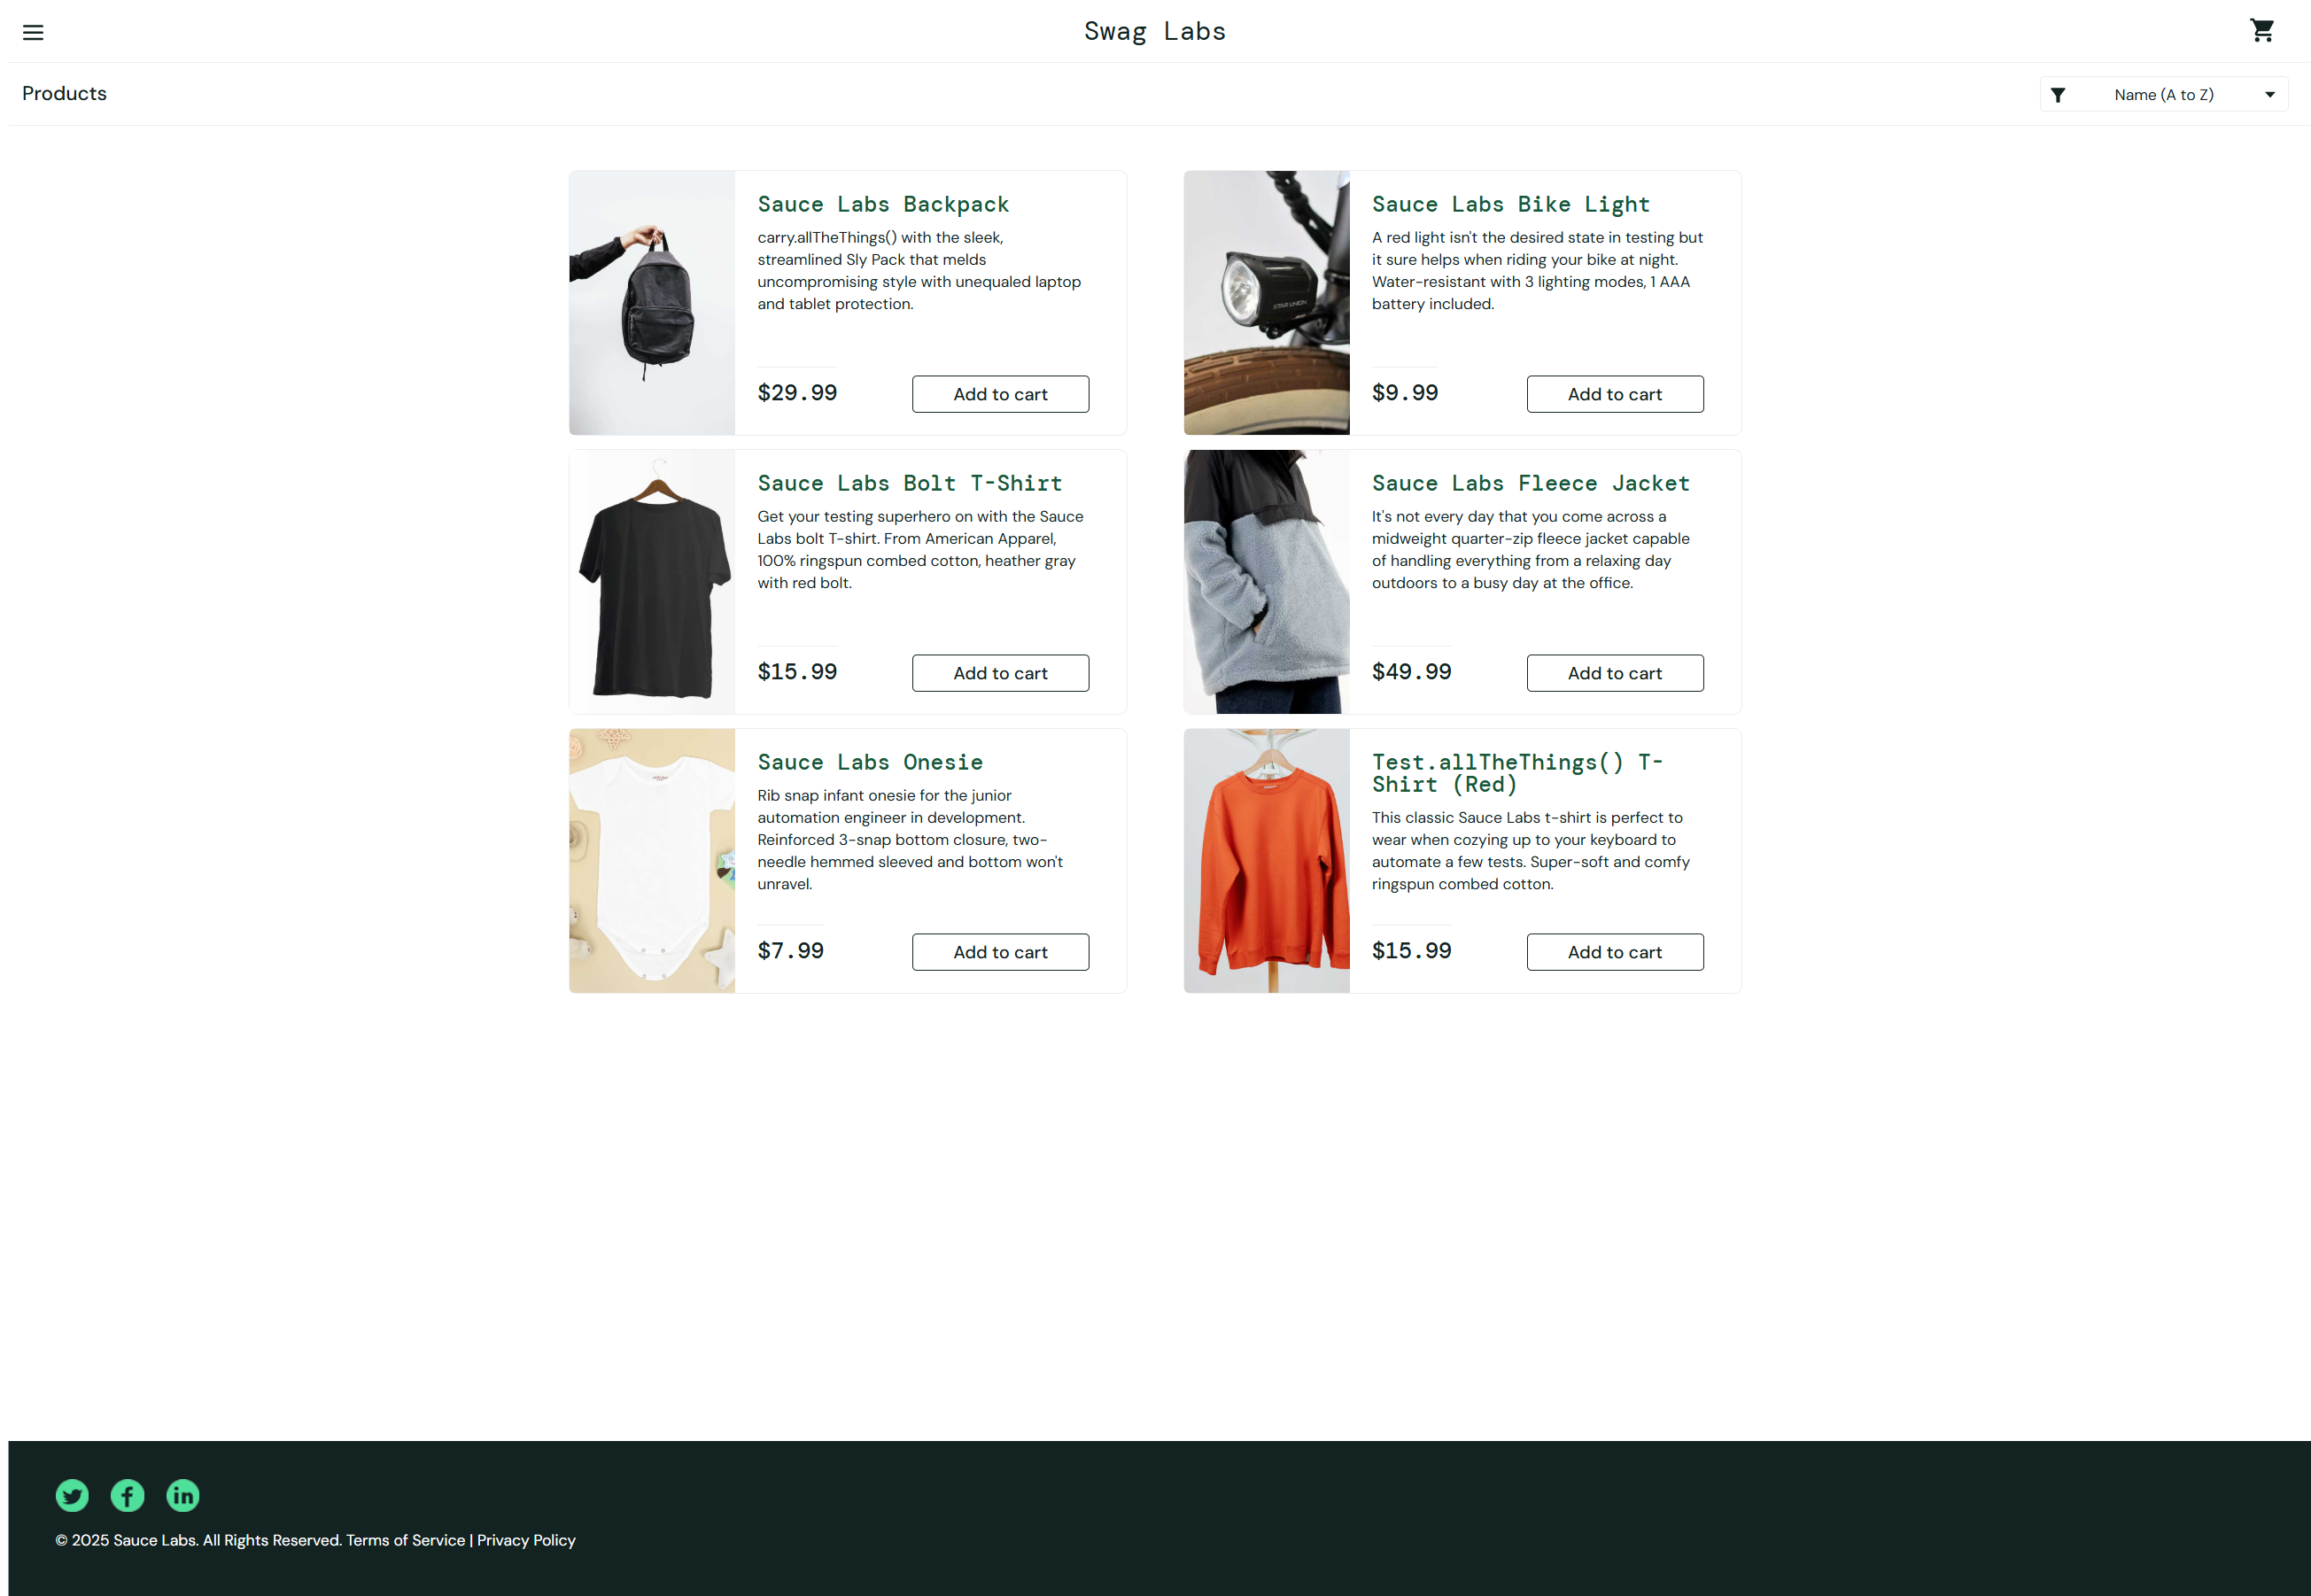 Swag Labs
Products
Name (A to Z)
Sauce Labs Backpack
carry.allTheThings() with the sleek,
streamlined Sly Pack that melds
uncompromising style with unequaled laptop
and tablet protection.
$29.99
Add to cart
Sauce Labs Bike Light
A red light isn't the desired state in testing but
it sure helps when riding your bike at night.
Water-resistant with 3 lighting modes, 1 AAA
battery included.
STAR UNION
$9.99
Add to cart
Sauce Labs Bolt T-Shirt
Get your testing superhero on with the Sauce
Labs bolt T-shirt. From American Apparel,
100% ringspun combed cotton, heather gray
with red bolt.
$15.99
Add to cart
Sauce Labs Fleece Jacket
It's not every day that you come across a
midweight quarter-zip fleece jacket capable
of handling everything from a relaxing day
outdoors to a busy day at the office.
$49.99
Add to cart
Sauce Labs Onesie
Rib snap infant onesie for the junior
automation engineer in development.
Reinforced 3-snap bottom closure, two-
needle hemmed sleeved and bottom won't
unravel.
$7.99
Add to cart
Test.allTheThings() T-
Shirt (Red)
This classic Sauce Labs t-shirt is perfect to
wear when cozying up to your keyboard to
automate a few tests. Super-soft and comfy
ringspun combed cotton.
$15.99
Add to cart
© 2025 Sauce Labs. All Rights Reserved. Terms of Service | Privacy Policy